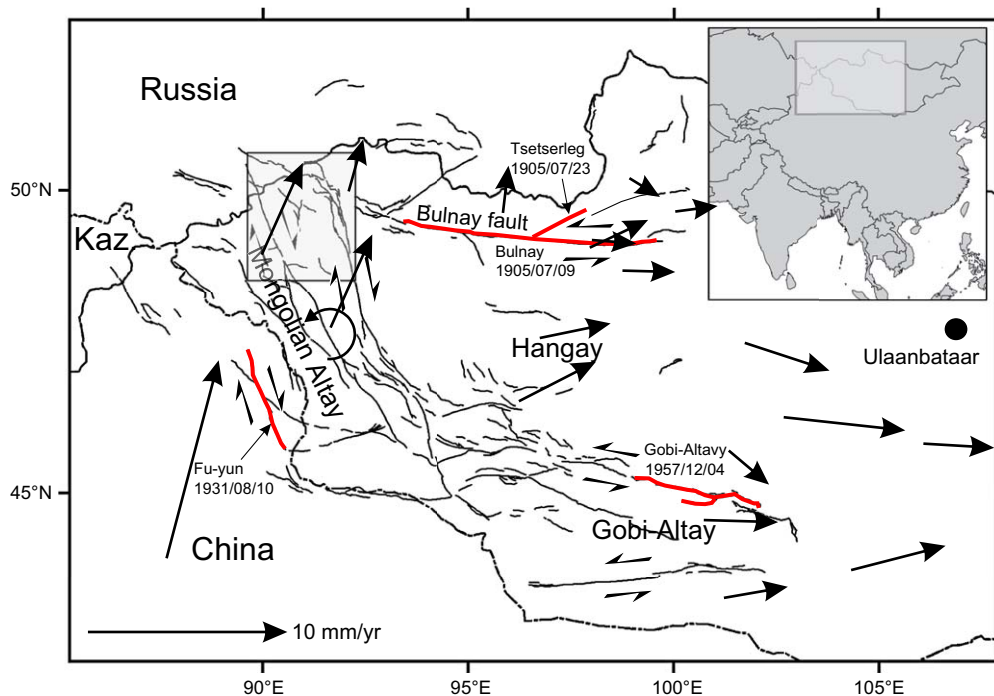 Russia
Tsetserleg
1905/07/23
50°N
Bulnay fault
Kaz
Bulnay
1905/07/09
Mongolian Altay
Hangay
Ulaanbataar
Gobi-Altavy
1957/12/04
Fu-yun
1931/08/10
45°N
Gobi-Altay
China
10 mm/yr
90°E
95°E
100°E
105°E